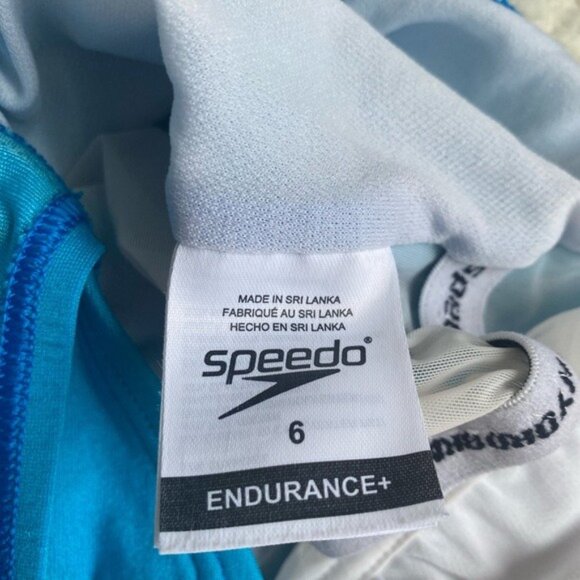 MADE IN SRI LANKA
FABRIQUÉ AU SRI LANKA
HECHO EN SRI LANKA
speedo®
6
ENDURANCE+